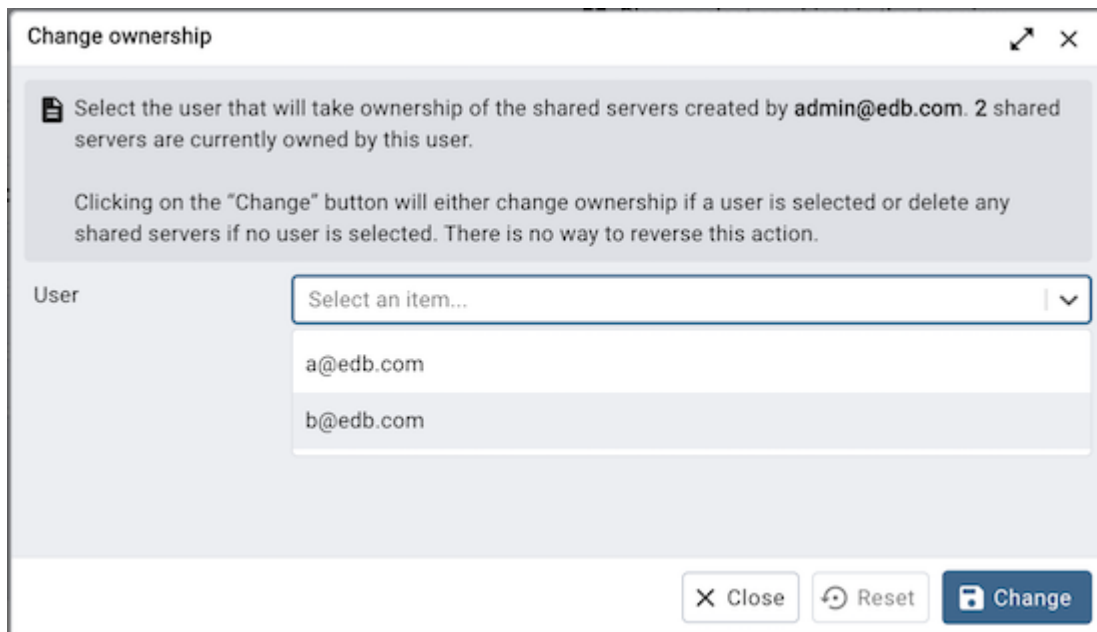 Change ownership
Select the user that will take ownership of the shared servers created by admin@edb.com. 2 shared
servers are currently owned by this user.
Clicking on the “Change” button will either change ownership if a user is selected or delete any
shared servers if no user is selected. There is no way to reverse this action.
User
Select an item...
a@edb.com
b@edb.com
Close
Reset
Change